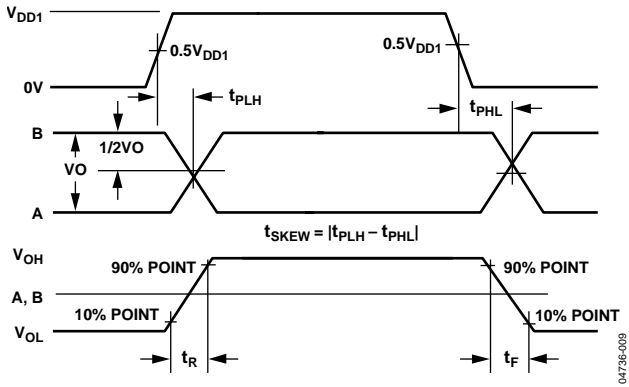 VDD1
0.5VDD1
0.5VDD1
0V
tPLH
tPHL
B
1/2VO
VO
A
tSKEW = |tPLH – tPHL|
VOH
90% POINT
90% POINT
A, B
10% POINT
10% POINT
VOL
tR
tF
04736-009